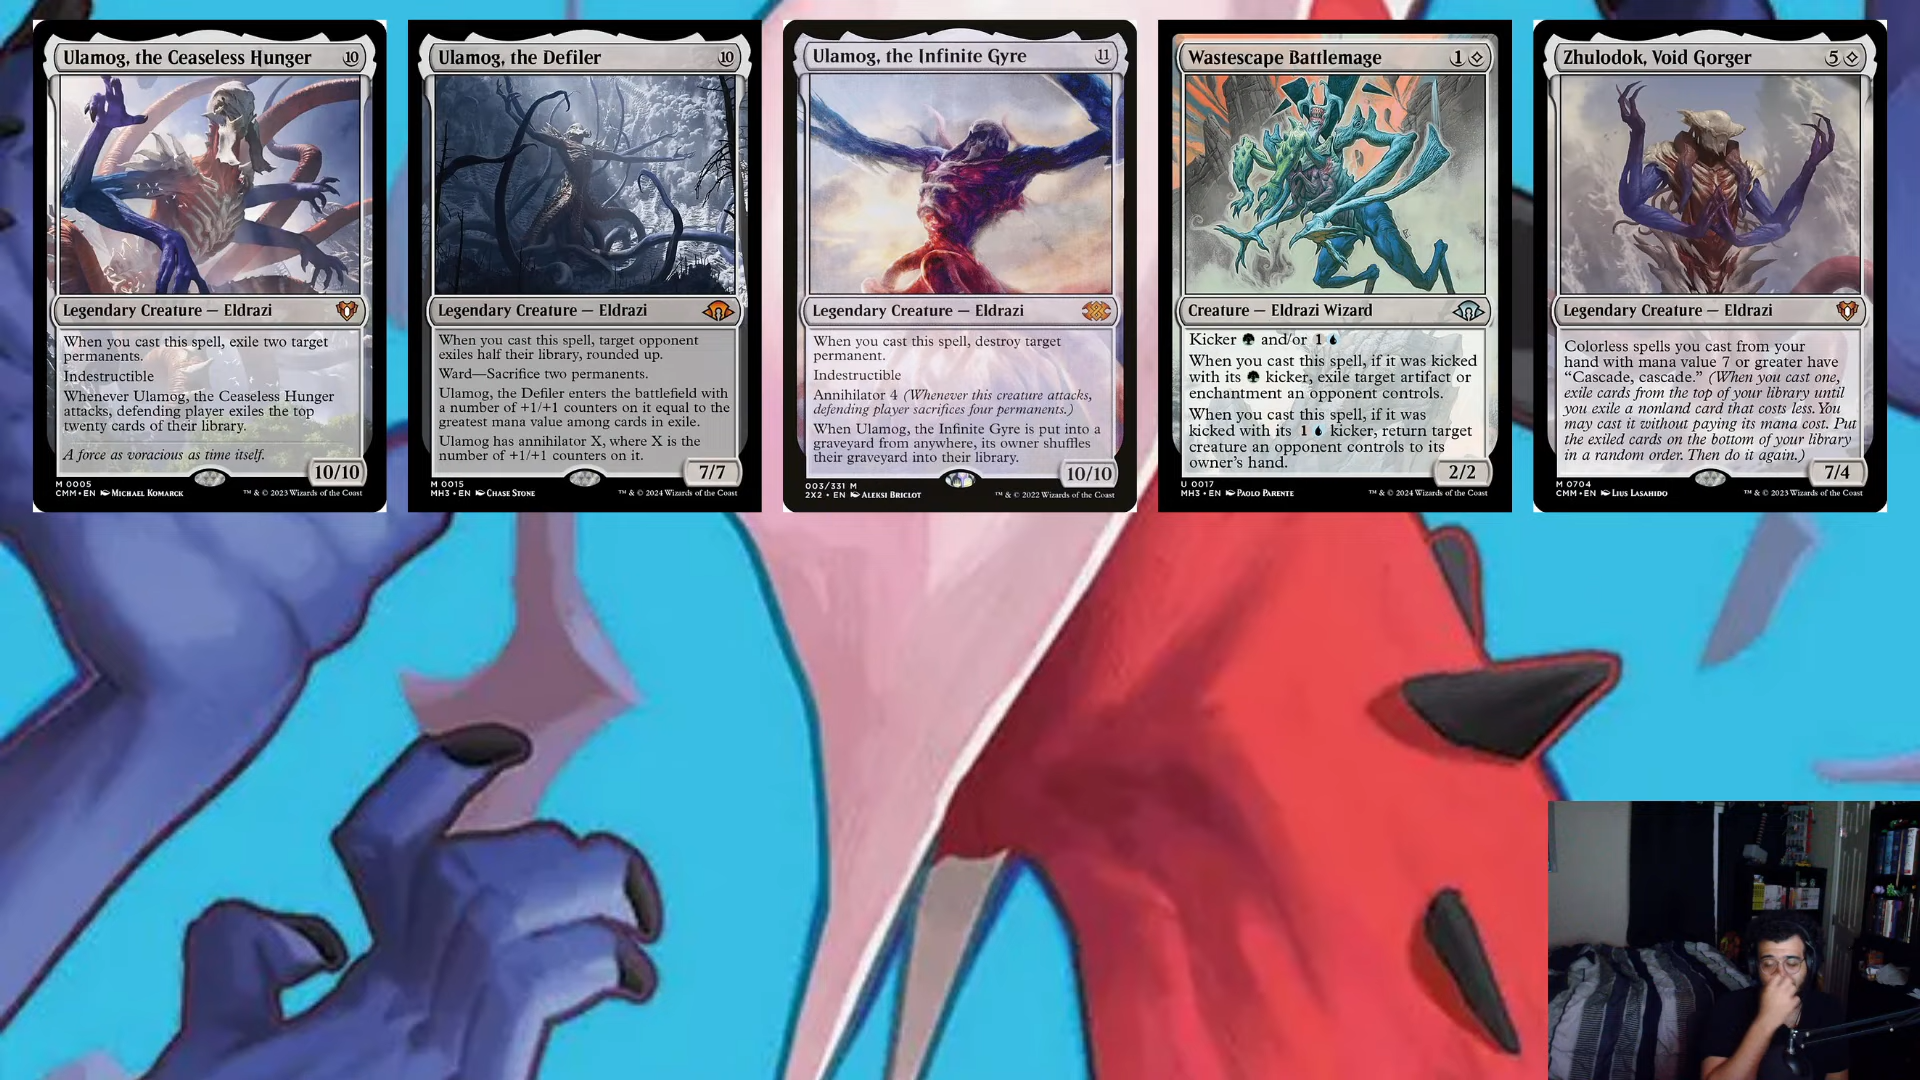 Ulamog, the Ceaseless Hunger 10
Legendary Creature — Eldrazi
When you cast this spell, exile two target
permanents.
Indestructible
Whenever Ulamog, the Ceaseless Hunger
attacks, defending player exiles the top
twenty cards of their library.
A force as voracious as time itself.
10/10
M 0005
CMM • EN MICHAEL KOMARCK ™ & © 2023 Wizards of the Coast
Ulamog, the Defiler 10
Legendary Creature — Eldrazi
When you cast this spell, target opponent
exiles half their library, rounded up.
Ward—Sacrifice two permanents.
Ulamog, the Defiler enters the battlefield with
a number of +1/+1 counters on it equal to the
greatest mana value among cards in exile.
Ulamog has annihilator X, where X is the
number of +1/+1 counters on it.
7/7
M 0015
MH3 • EN CHASE STONE ™ & © 2024 Wizards of the Coast
Ulamog, the Infinite Gyre 11
Legendary Creature — Eldrazi
When you cast this spell, destroy target
permanent.
Indestructible
Annihilator 4 (Whenever this creature attacks,
defending player sacrifices four permanents.)
When Ulamog, the Infinite Gyre is put into a
graveyard from anywhere, its owner shuffles
their graveyard into their library.
10/10
003/331 M
2X2 • EN ALEKSI BRICLOT ™ & © 2022 Wizards of the Coast
Wastescape Battlemage 1
Creature — Eldrazi Wizard
Kicker and/or 1
When you cast this spell, if it was kicked
with its kicker, exile target artifact or
enchantment an opponent controls.
When you cast this spell, if it was
kicked with its 1 kicker, return target
creature an opponent controls to its
owner's hand.
2/2
U 0017
MH3 • EN PAOLO PARENTE ™ & © 2024 Wizards of the Coast
Zhulodok, Void Gorger 5
Legendary Creature — Eldrazi
Colorless spells you cast from your
hand with mana value 7 or greater have
“Cascade, cascade.” (When you cast one,
exile cards from the top of your library until
you exile a nonland card that costs less. You
may cast it without paying its mana cost. Put
the exiled cards on the bottom of your library
in a random order. Then do it again.)
7/4
M 0704
CMM • EN LIUS LASAHIDO ™ & © 2023 Wizards of the Coast